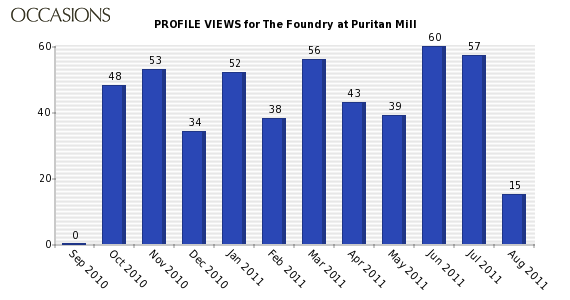 OCCASIONS
PROFILE VIEWS for The Foundry at Puritan Mill
60
40
20
0
0
48
53
34
52
38
56
43
39
60
57
15
Sep 2010
Oct 2010
Nov 2010
Dec 2010
Jan 2011
Feb 2011
Mar 2011
Apr 2011
May 2011
Jun 2011
Jul 2011
Aug 2011